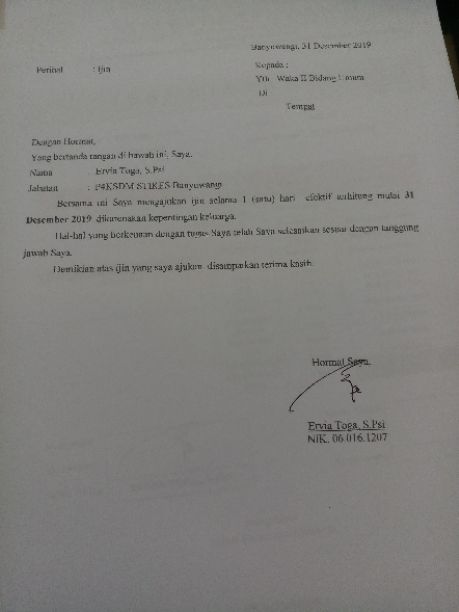 Banyuwangi, 31 Desember 2019
Perihal : Ijin
Kepada :
Yth. Waka II Bidang Umum
Di
Tempat
Dengan Hormat,
Yang bertanda tangan di bawah ini, Saya.
Nama : Ervia Toga, S.Psi
Jabatan : P4KSDM STIKES Banyuwangi
Bersama ini Saya mengajukan ijin selama 1 (satu) hari efektif terhitung mulai 31
Desember 2019 dikarenakan kepentingan keluarga.
Hal-hal yang berkenaan dengan tugas Saya telah Saya selesaikan sesuai dengan tanggung
jawab Saya.
Demikian atas ijin yang saya ajukan disampaikan terima kasih.
Hormat Saya
Ervia Toga, S.Psi
NIK. 06.016.1207